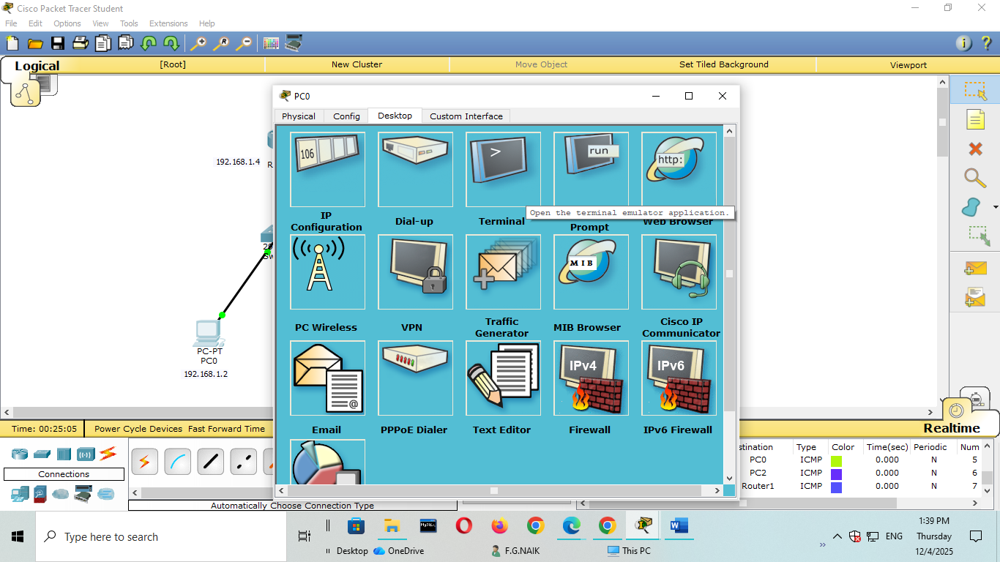 Cisco Packet Tracer Student
File Edit Options View Tools Extensions Help
Logical [Root] New Cluster Move Object Set Tiled Background Viewport
PC0
Physical Config Desktop Custom Interface
106
>
run
http:
192.168.1.4
Open the terminal emulator application.
IP Configuration
Dial-up
Terminal
Prompt
Web Browser
MIB
PC Wireless
VPN
Traffic Generator
MIB Browser
Cisco IP Communicator
PC-PT
PC0
192.168.1.2
IPv4
IPv6
@
Email
PPPoE Dialer
Text Editor
Firewall
IPv6 Firewall
Time: 00:25:05 Power Cycle Devices Fast Forward Time
Realtime
Connections
Automatically Choose Connection Type
Type Color Time(sec) Periodic Num
PC0 ICMP 0.000 N 5
PC2 ICMP 0.000 N 6
Router1 ICMP 0.000 N 7
Type here to search
MySQL
Desktop OneDrive F.G.NAIK This PC
ENG
1:39 PM
Thursday
12/4/2025